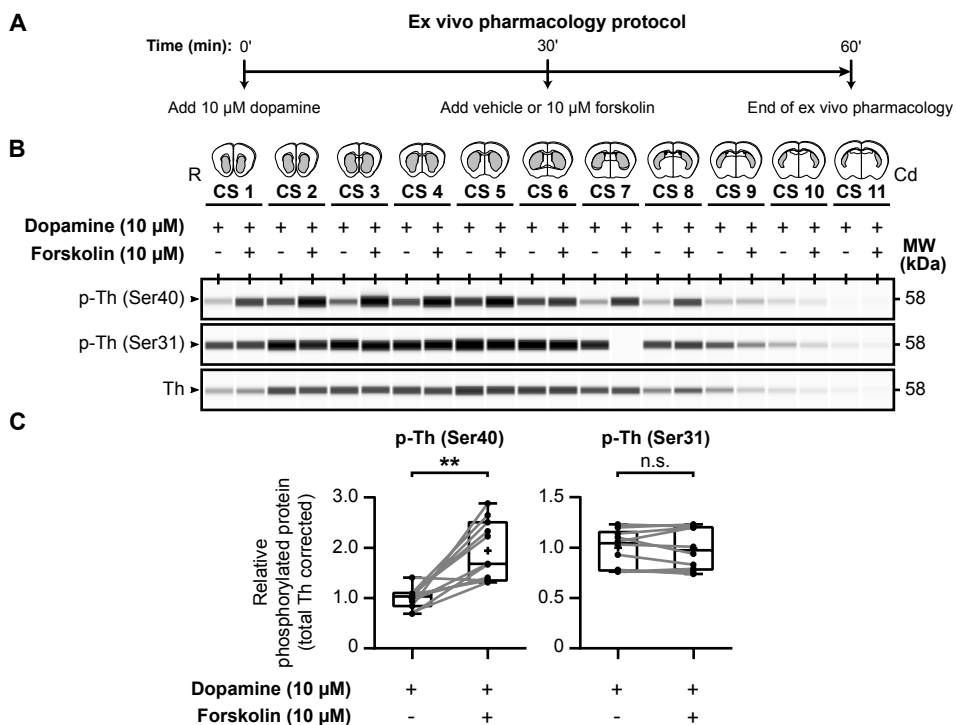 A
Ex vivo pharmacology protocol
Time (min): 0' 30' 60'
Add 10 µM dopamine Add vehicle or 10 µM forskolin End of ex vivo pharmacology
B
R Cd
CS 1 CS 2 CS 3 CS 4 CS 5 CS 6 CS 7 CS 8 CS 9 CS 10 CS 11
Dopamine (10 µM) + + + + + + + + + + + + + + + + + + + + + +
Forskolin (10 µM) - + - + - + - + - + - + - + - + - + - + - +
MW
(kDa)
p-Th (Ser40) 58
p-Th (Ser31) 58
Th 58
C
p-Th (Ser40) p-Th (Ser31)
** n.s.
Relative
phosphorylated protein
(total Th corrected)
3.0 1.5
2.0 1.0
1.0 0.5
0 0
Dopamine (10 µM) + + + +
Forskolin (10 µM) - + - +